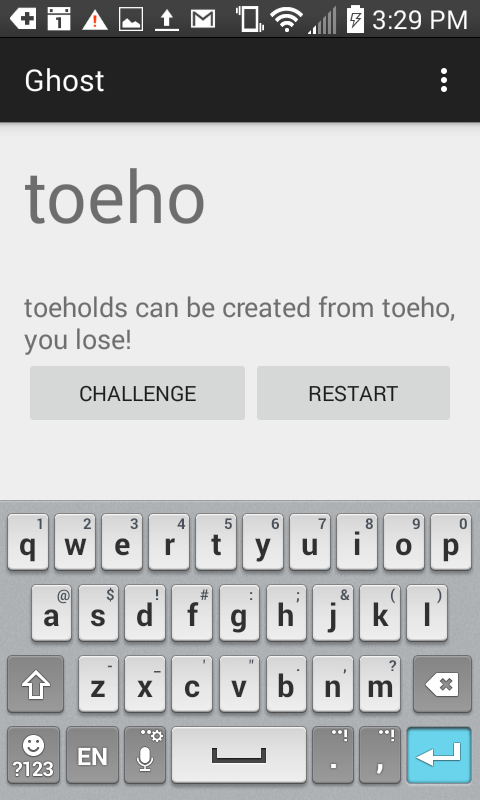 1
3:29 PM
Ghost
toeho
toeholds can be created from toeho,
you lose!
CHALLENGE RESTART
1 2 3 4 5 6 7 8 9 0
q w e r t y u i o p
@ $ ! # : ; & ( )
a s d f g h j k l
- _ ' " . , ?
z x c v b n m
?123 EN . ,